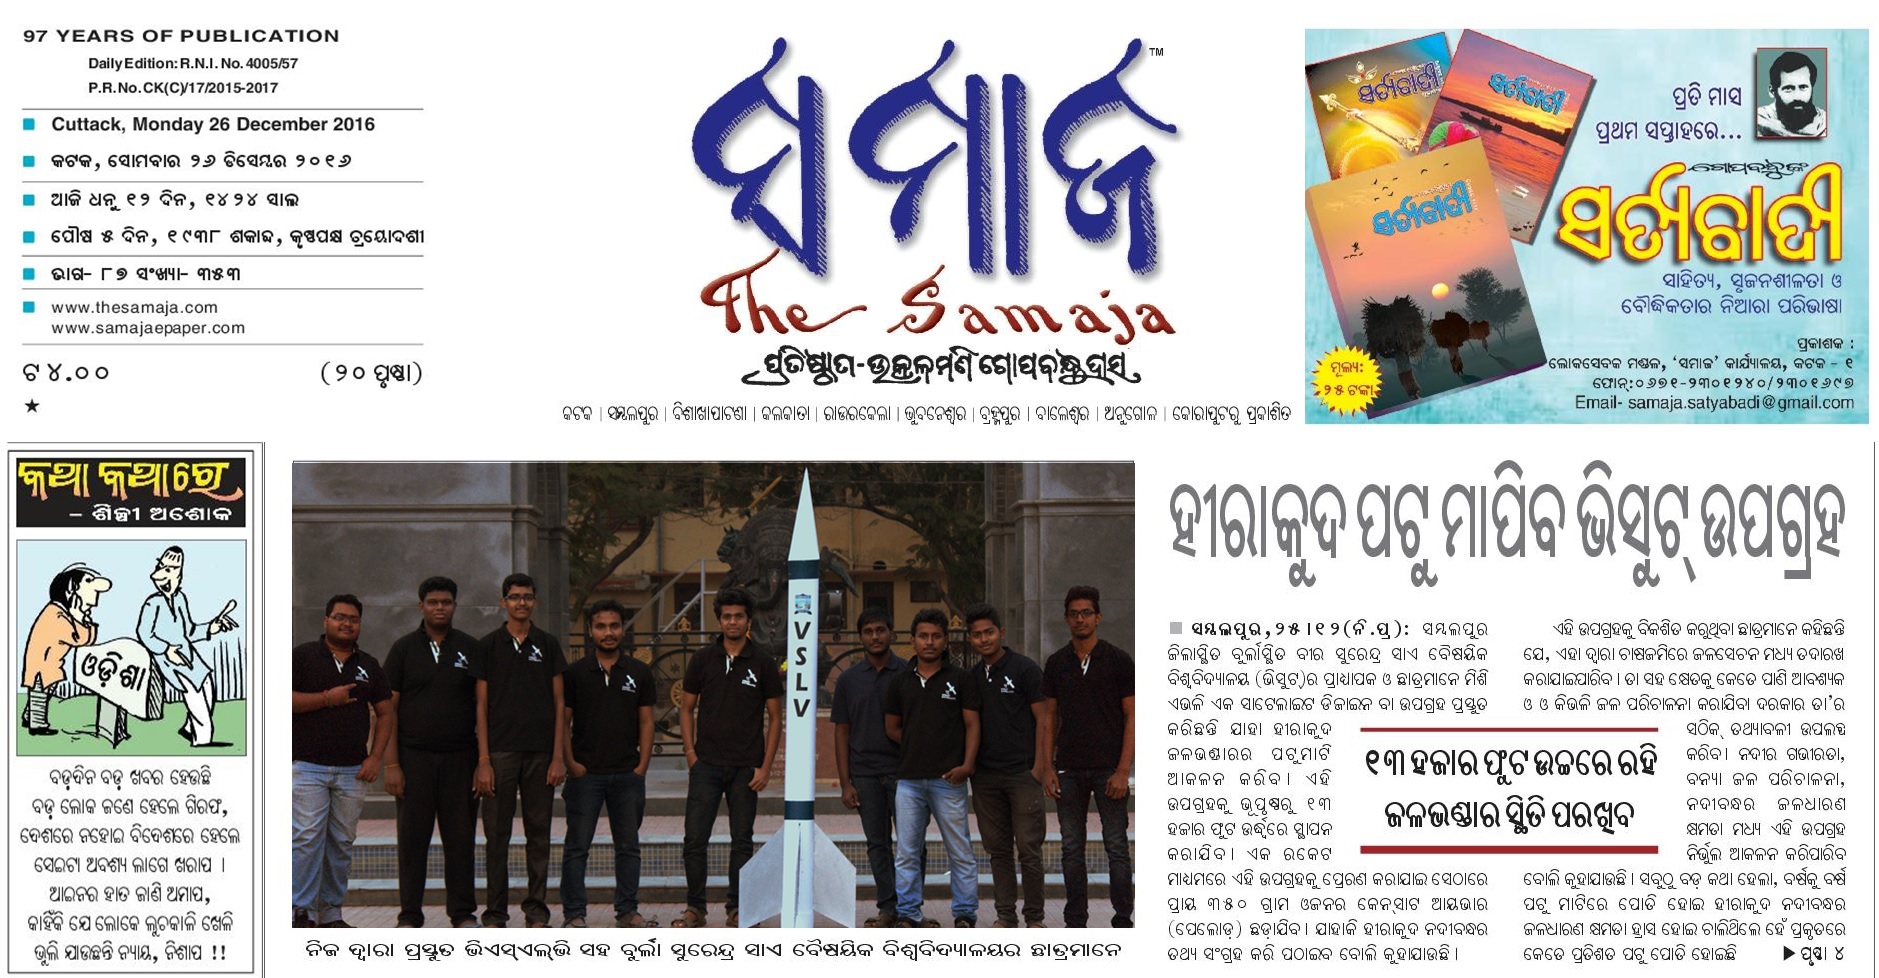 97 YEARS OF PUBLICATION
Daily Edition: R.N.I. No. 4005/57
P.R. No. CK(C)/17/2015-2017
Cuttack, Monday 26 December 2016
କଟକ, ସୋମବାର ୨୬ ଡିସେମ୍ବର ୨୦୧୬
ଆଜି ଧନୁ ୧୨ ଦିନ, ୧୪୨୪ ସାଲ
ପୌଷ ୫ ଦିନ, ୧୯୩୮ ଶକାବ୍ଦ, କୃଷ୍ଣପକ୍ଷ ତ୍ରୟୋଦଶୀ
ଭାଗ- ୮୭ ସଂଖ୍ୟା- ୩୫୩
www.thesamaja.com
www.samajaepaper.com
ଟ ୪.୦୦ (୨୦ ପୃଷ୍ଠା)
ସମାଜ TM
The Samaja
ପ୍ରତିଷ୍ଠାତା-ଉତ୍କଳମଣି ଗୋପବନ୍ଧୁ ଦାସ
କଟକ | ସମ୍ବଲପୁର | ବିଶାଖାପାଟଣା | କଲକାତା | ରାଉରକେଲା | ଭୁବନେଶ୍ୱର | ବ୍ରହ୍ମପୁର | ବାଲେଶ୍ୱର | ଅନୁଗୋଳ | କୋରାପୁଟରୁ ପ୍ରକାଶିତ
ସତ୍ୟବାଦୀ
ସତ୍ୟବାଦୀ
ସତ୍ୟବାଦୀ
ପ୍ରତି ମାସ
ପ୍ରଥମ ସପ୍ତାହରେ...
ଗୋପବନ୍ଧୁଙ୍କ
ସତ୍ୟବାଦୀ
ସାହିତ୍ୟ, ସୃଜନଶୀଳତା ଓ
ବୌଦ୍ଧିକତାର ନିଆରା ପରିଭାଷା
ମୂଲ୍ୟ:
୨୫ ଟଙ୍କା
ପ୍ରକାଶକ :
ଲୋକସେବକ ମଣ୍ଡଳ, ‘ସମାଜ’ କାର୍ଯ୍ୟାଳୟ, କଟକ - ୧
ଫୋନ୍:୦୬୭୧-୨୩୦୧୨୪୦/୨୩୦୧୬୯୭
Email- samaja.satyabadi@gmail.com
କଥା କଥାରେ
- ଶିଳ୍ପୀ ଅଶୋକ
ଓଡ଼ିଶା
ବଡ଼ଦିନ ବଡ଼ ଖବର ହେଉଛି
ବଡ଼ ଲୋକ ଜଣେ ହେଲେ ଗିରଫ,
ଦେଶରେ ନହୋଇ ବିଦେଶରେ ହେଲେ
ସେଇଟା ଅବଶ୍ୟ ଲାଗେ ଖରାପ ।
ଆଇନର ହାତ ଜାଣି ଅମାପ,
କାହିଁକି ଯେ ଲୋକେ ଲୁଚକାଳି ଖେଳି
ଭୁଲି ଯାଉଛନ୍ତି ନ୍ୟାୟ, ନିଶାପ !!
VSLV
ନିଜ ଦ୍ୱାରା ପ୍ରସ୍ତୁତ ଭିଏସ୍ଏଲ୍ଭି ସହ ବୁର୍ଲା ସୁରେନ୍ଦ୍ର ସାଏ ବୈଷୟିକ ବିଶ୍ୱବିଦ୍ୟାଳୟର ଛାତ୍ରମାନେ
ହୀରାକୁଦ ପଟୁ ମାପିବ ଭିସୁଟ୍ ଉପଗ୍ରହ
ସମ୍ବଲପୁର,୨୫।୧୨(ନି.ପ୍ର): ସମ୍ବଲପୁର
ଜିଲାସ୍ଥିତ ବୁର୍ଲାସ୍ଥିତ ବୀର ସୁରେନ୍ଦ୍ର ସାଏ ବୈଷୟିକ
ବିଶ୍ୱବିଦ୍ୟାଳୟ (ଭିସୁଟ୍)ର ପ୍ରାଧ୍ୟାପକ ଓ ଛାତ୍ରମାନେ ମିଶି
ଏଭଳି ଏକ ସାଟେଲାଇଟ ଡିଜାଇନ ବା ଉପଗ୍ରହ ପ୍ରସ୍ତୁତ
କରିଛନ୍ତି ଯାହା ହୀରାକୁଦ
ଜଳଭଣ୍ଡାରର ପଟୁମାଟି
ଆକଳନ କରିବ। ଏହି
ଉପଗ୍ରହକୁ ଭୂପୃଷ୍ଠରୁ ୧୩
ହଜାର ଫୁଟ ଉର୍ଦ୍ଧ୍ୱରେ ସ୍ଥାପନ
କରାଯିବ। ଏକ ରକେଟ
ମାଧ୍ୟମରେ ଏହି ଉପଗ୍ରହକୁ ପ୍ରେରଣ କରାଯାଇ ସେଠାରେ
ପ୍ରାୟ ୩୫୦ ଗ୍ରାମ ଓଜନର କେନ୍‌ସାଟ ଆୟଭାର
(ପେଲୋଡ଼) ଛଡ଼ାଯିବ। ଯାହାକି ହୀରାକୁଦ ନଦୀବନ୍ଧର
ତଥ୍ୟ ସଂଗ୍ରହ କରି ପଠାଇବ ବୋଲି କୁହାଯାଉଛି ।
୧୩ ହଜାର ଫୁଟ ଉଚ୍ଚରେ ରହି
ଜଳଭଣ୍ଡାର ସ୍ଥିତି ପରଖିବ
ଏହି ଉପଗ୍ରହକୁ ବିକଶିତ କରୁଥିବା ଛାତ୍ରମାନେ କହିଛନ୍ତି
ଯେ, ଏହା ଦ୍ୱାରା ଚାଷଜମିରେ ଜଳସେଚନ ମଧ୍ୟ ତଦାରଖ
କରାଯାଇପାରିବ । ତା ସହ କ୍ଷେତକୁ କେତେ ପାଣି ଆବଶ୍ୟକ
ଓ ଓ କିଭଳି ଜଳ ପରିଚାଳନା କରାଯିବା ଦରକାର ତା’ର
ସଠିକ୍ ତଥ୍ୟାବଳୀ ଉପଲବ୍ଧ
କରିବ। ନଦୀର ଗଭୀରତା,
ବନ୍ୟା ଜଳ ପରିଚାଳନା,
ନଦୀବନ୍ଧର ଜଳଧାରଣ
କ୍ଷମତା ମଧ୍ୟ ଏହି ଉପଗ୍ରହ
ନିର୍ଭୁଲ ଆକଳନ କରିପାରିବ
ବୋଲି କୁହାଯାଉଛି । ସବୁଠୁ ବଡ଼ କଥା ହେଲା, ବର୍ଷକୁ ବର୍ଷ
ପଟୁ ମାଟିରେ ପୋତି ହୋଇ ହୀରାକୁଦ ନଦୀବନ୍ଧର
ଜଳଧାରଣ କ୍ଷମତା ହ୍ରାସ ହୋଇ ଚାଲିଥିଲେ ହେଁ ପ୍ରକୃତରେ
କେତେ ପ୍ରତିଶତ ପଟୁ ପୋତି ହୋଇଛି ▶ ପୃଷ୍ଠା ୪